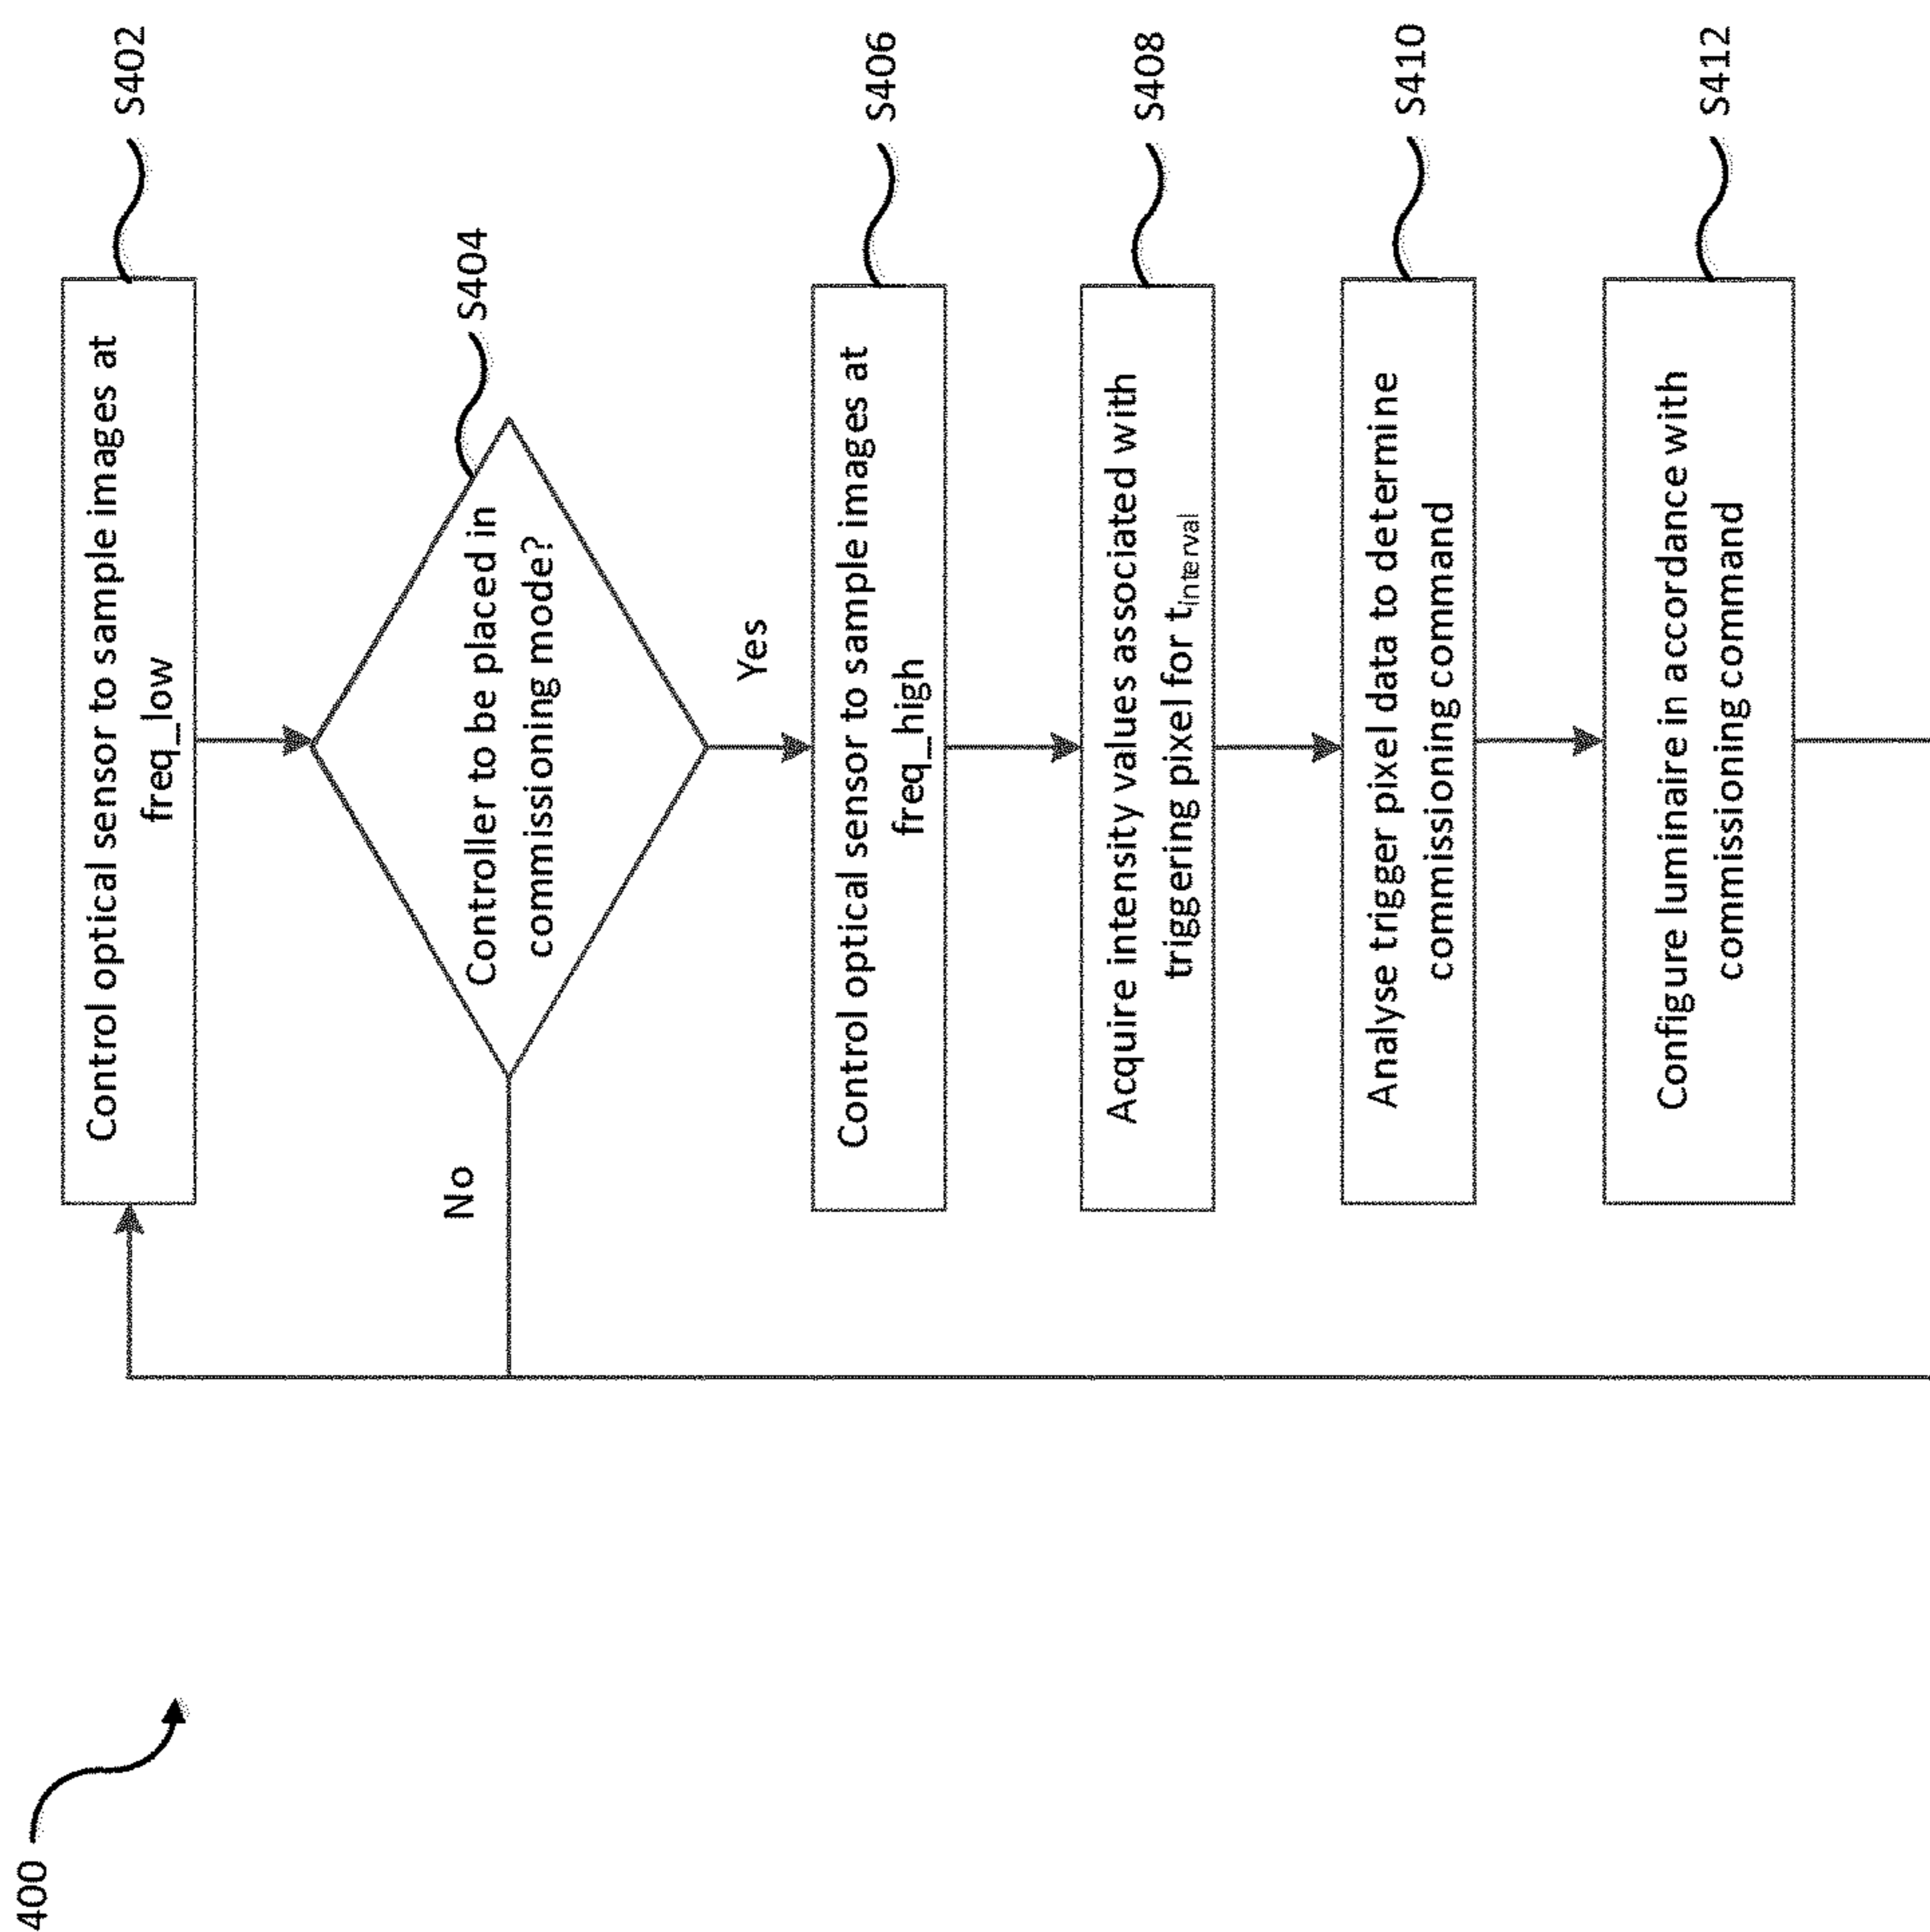 400
Control optical sensor to sample images at
freq_low
S402
Controller to be placed in
commissioning mode?
S404
No
Yes
Control optical sensor to sample images at
freq_high
S406
Acquire intensity values associated with
triggering pixel for tinterval
S408
Analyse trigger pixel data to determine
commissioning command
S410
Configure luminaire in accordance with
commissioning command
S412